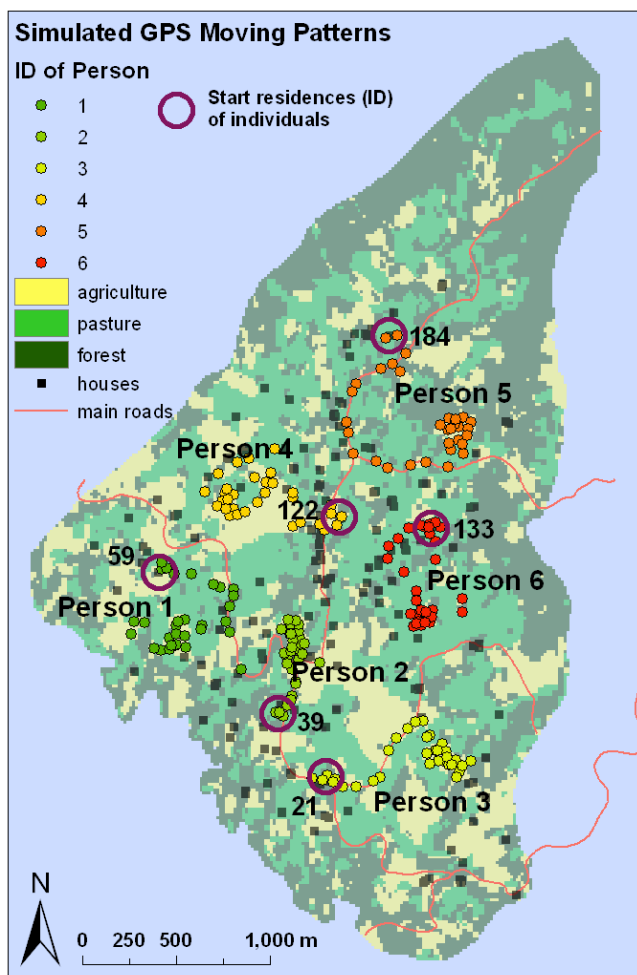 Simulated GPS Moving Patterns
ID of Person
1
2
3
4
5
6
Start residences (ID)
of individuals
agriculture
pasture
forest
houses
main roads
184
Person 5
Person 4
122
133
59
Person 1
Person 6
Person 2
39
21
Person 3
N
0 250 500 1.000 m